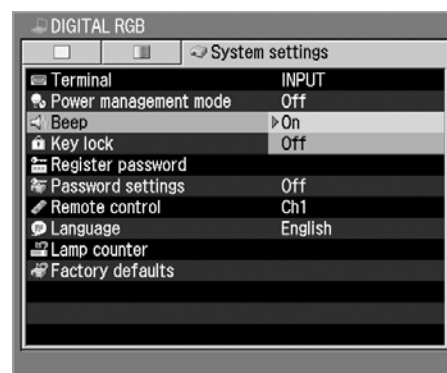 DIGITAL RGB
System settings
Terminal INPUT
Power management mode Off
Beep On
Key lock Off
Register password
Password settings Off
Remote control Ch1
Language English
Lamp counter
Factory defaults